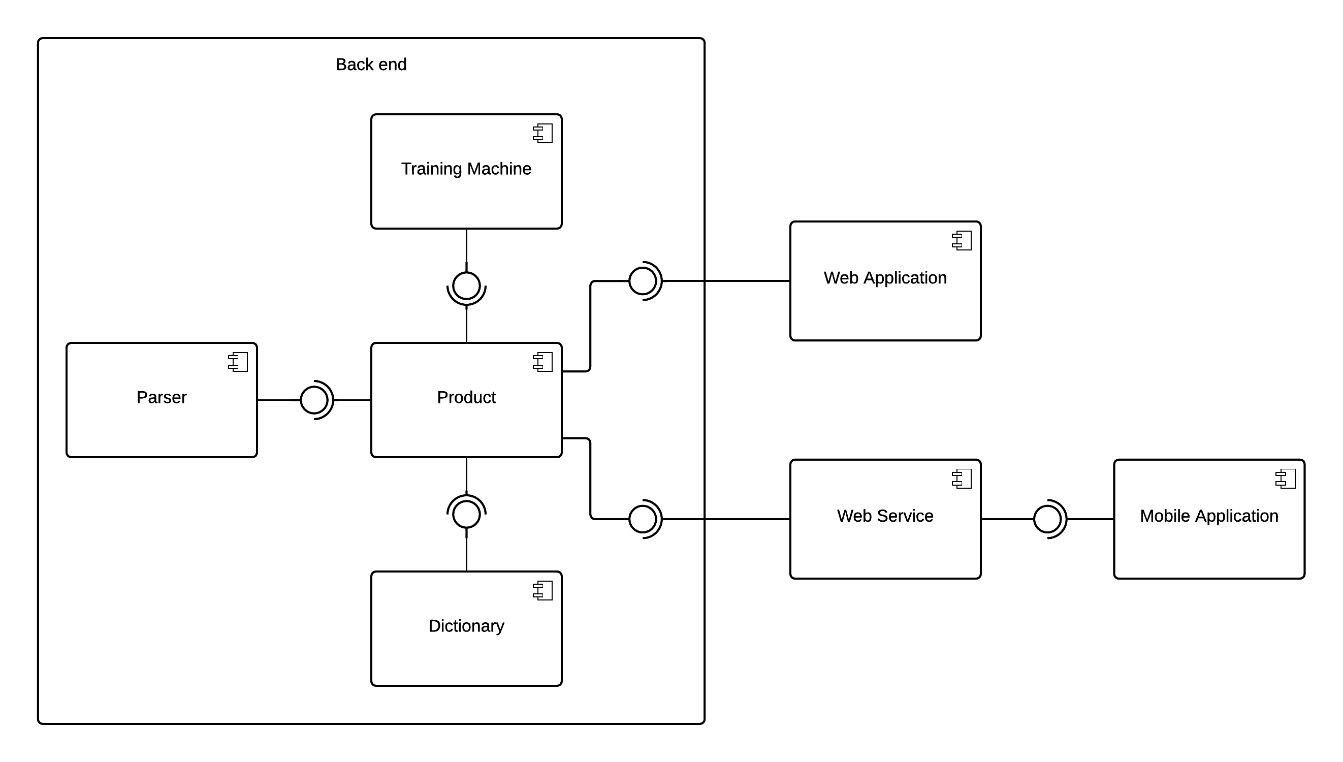 Back end
Training Machine
Web Application
Parser
Product
Web Service
Mobile Application
Dictionary